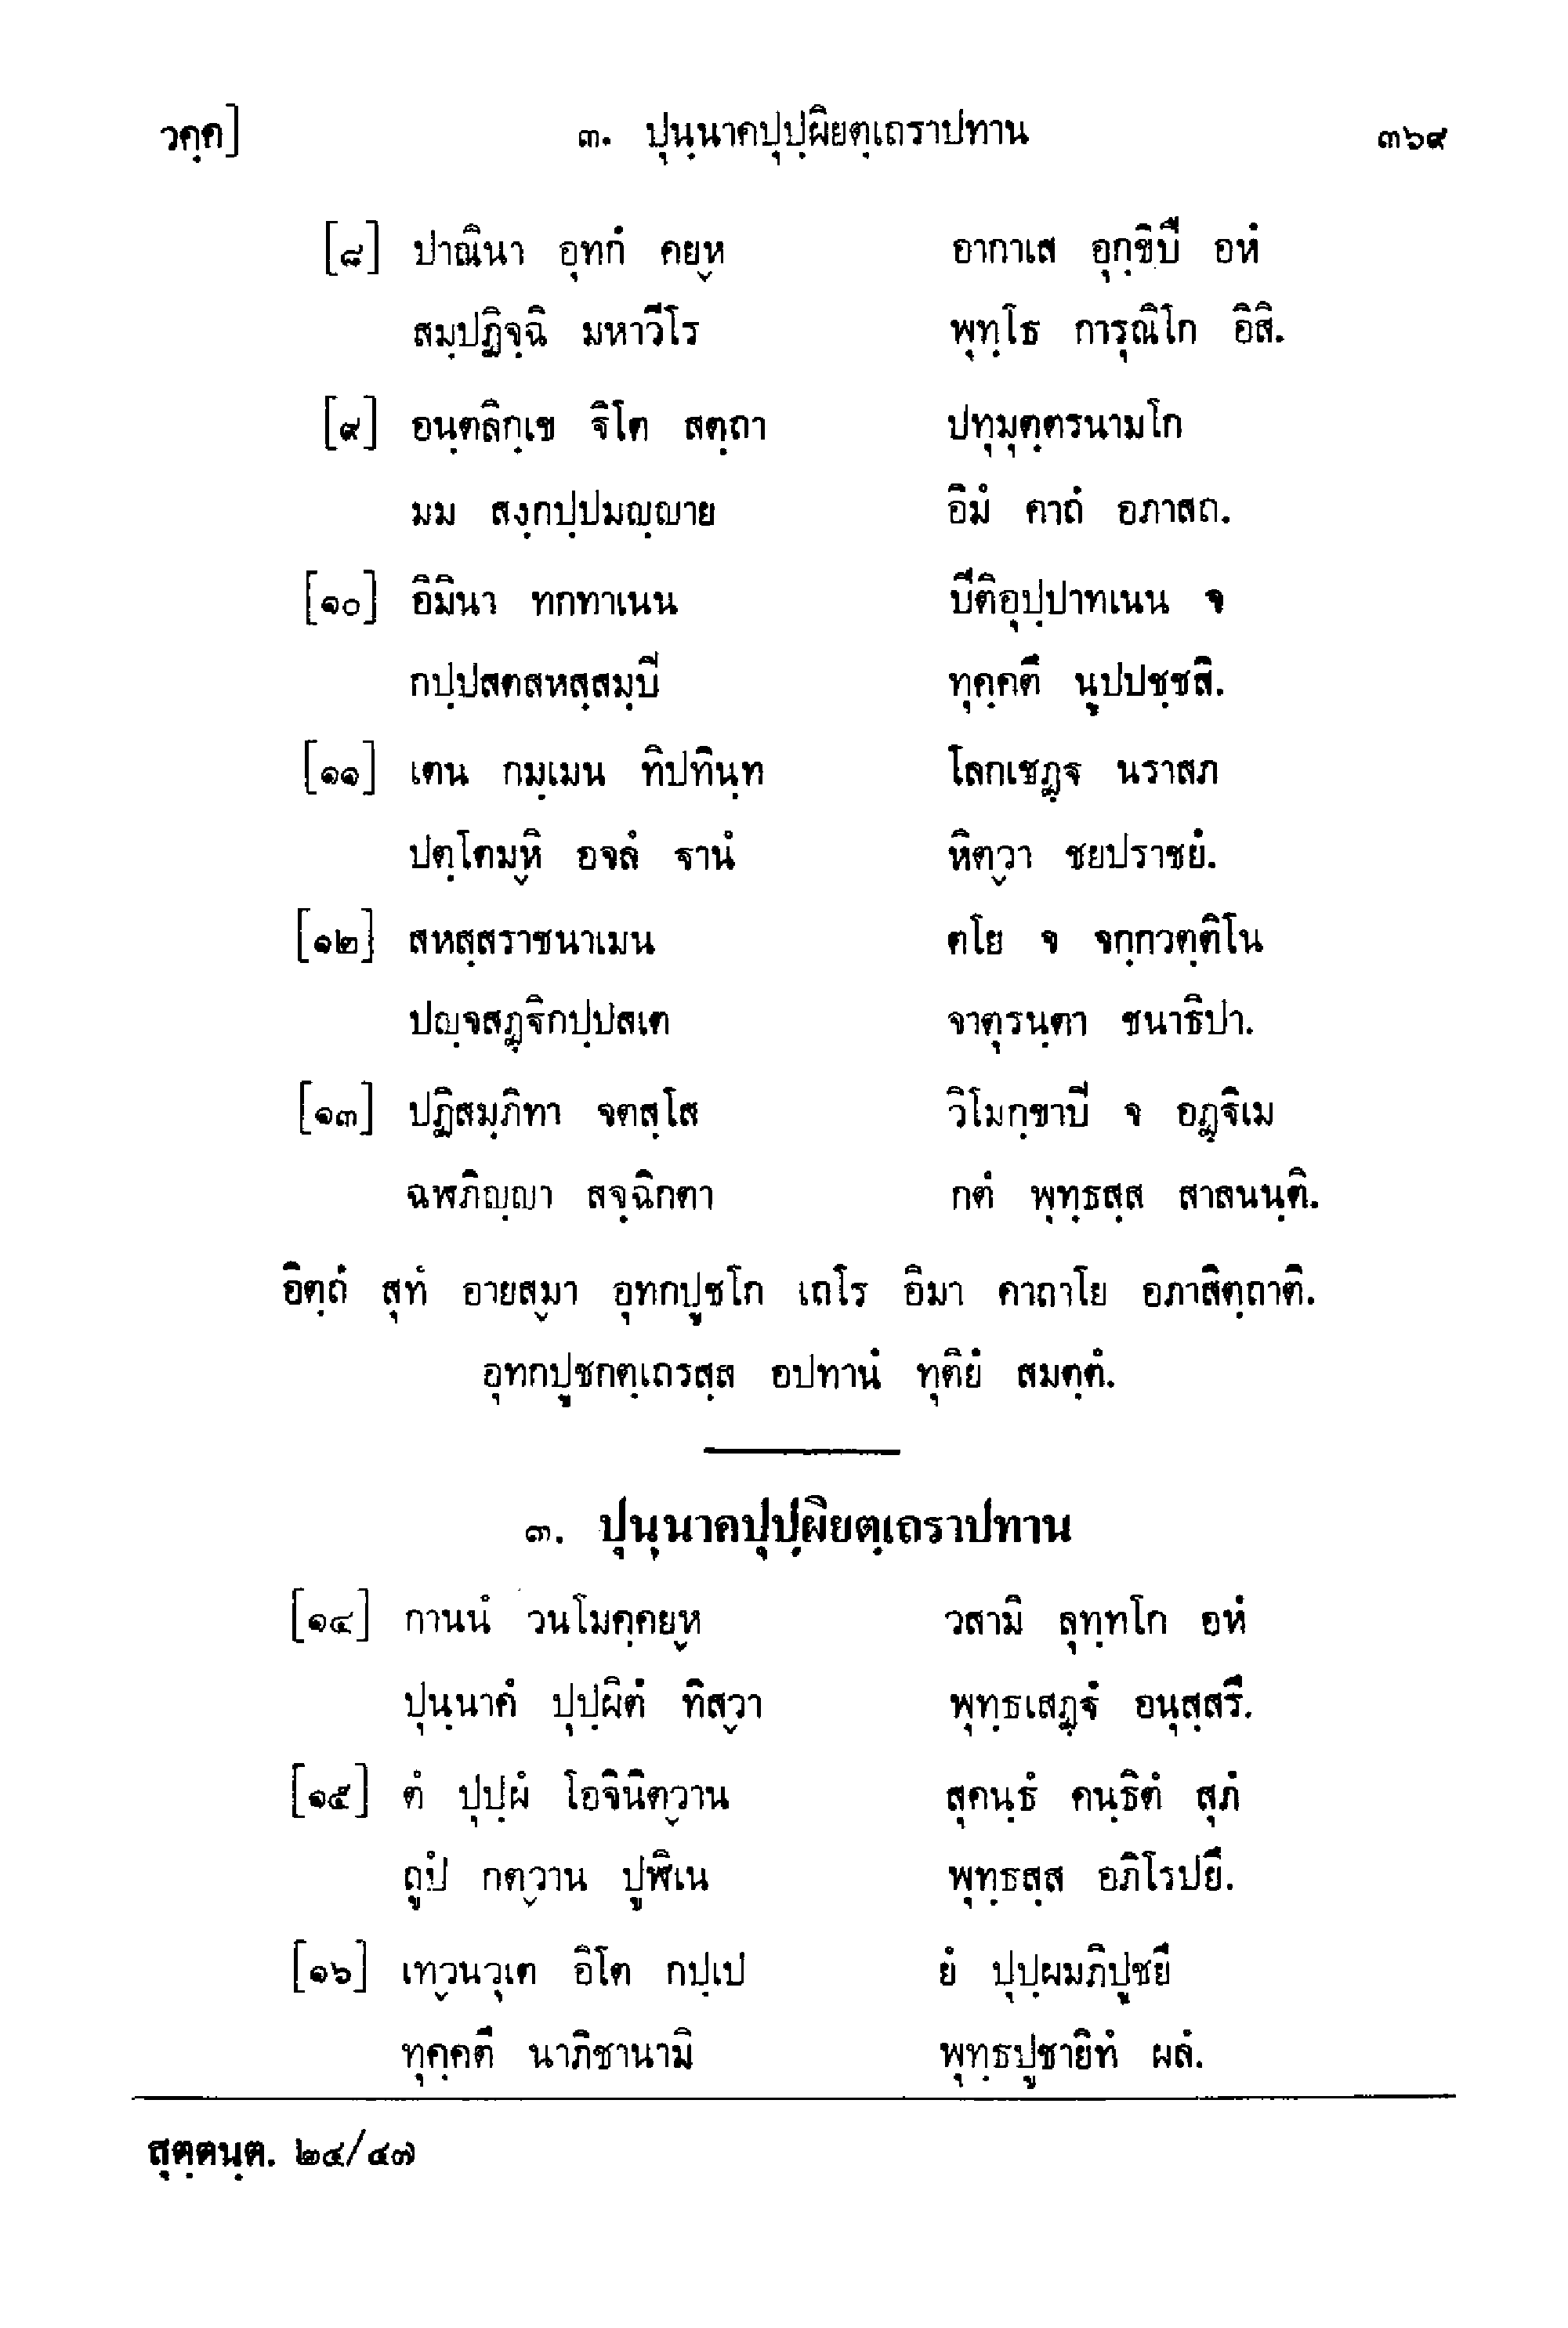 วคฺค] ๓. ปุนฺนาคปุปฺผิยตฺเถราปทาน ๓๖๙
[๘] ปาณินา อุทกํ คยฺห อากาเส อุกฺขิปึ อหํ
สมฺปฏิจฺฉิ มหาวีโร พุทฺโธ การุณิโก อิสิ.
[๙] อนฺตลิกฺเข ฐิโต สตฺถา ปทุมุตฺตรนามโก
มม สงฺกปฺปมญฺญาย อิมํ คาถํ อภาสถ.
[๑๐] อิมินา ทกทาเนน ปีติอุปฺปาทเนน จ
กปฺปสตสหสฺสมฺปิ ทุคฺคตึ นูปปชฺชสิ.
[๑๑] เตน กมฺเมน ทิปทินฺท โลกเชฏฺฐ นราสภ
ปตฺโตมฺหิ อจลํ ฐานํ หิตฺวา ชยปราชยํ.
[๑๒] สหสฺสราชนาเมน ตโย จ จกฺกวตฺติโน
ปญฺจสฏฺฐิกปฺปสเต จาตุรนฺตา ชนาธิปา.
[๑๓] ปฏิสมฺภิทา จตสฺโส วิโมกฺขาปิ จ อฏฺฐิเม
ฉฬภิญฺญา สจฺฉิกตา กตํ พุทฺธสฺส สาสนนฺติ.
อิตฺถํ สุทํ อายสฺมา อุทกปูชโก เถโร อิมา คาถาโย อภาสิตฺถาติ.
อุทกปูชกตฺเถรสฺส อปทานํ ทุติยํ สมตฺตํ.
๓. ปุนฺนาคปุปฺผิยตฺเถราปทาน
[๑๔] กานนํ วนโมคฺคยฺห วสามิ ลุทฺทโก อหํ
ปุนฺนาคํ ปุปฺผิตํ ทิสฺวา พุทฺธเสฏฺฐํ อนุสฺสรึ.
[๑๕] ตํ ปุปฺผํ โอจินิตฺวาน สุคนฺธํ คนฺธิตํ สุภํ
ถูปํ กตฺวาน ปูฬิเน พุทฺธสฺส อภิโรปยึ.
[๑๖] เทฺวนวุเต อิโต กปฺเป ยํ ปุปฺผมภิปูชยึ
ทุคฺคตึ นาภิชานามิ พุทฺธปูชายิทํ ผลํ.
สุตฺตนฺต. ๒๔/๔๗